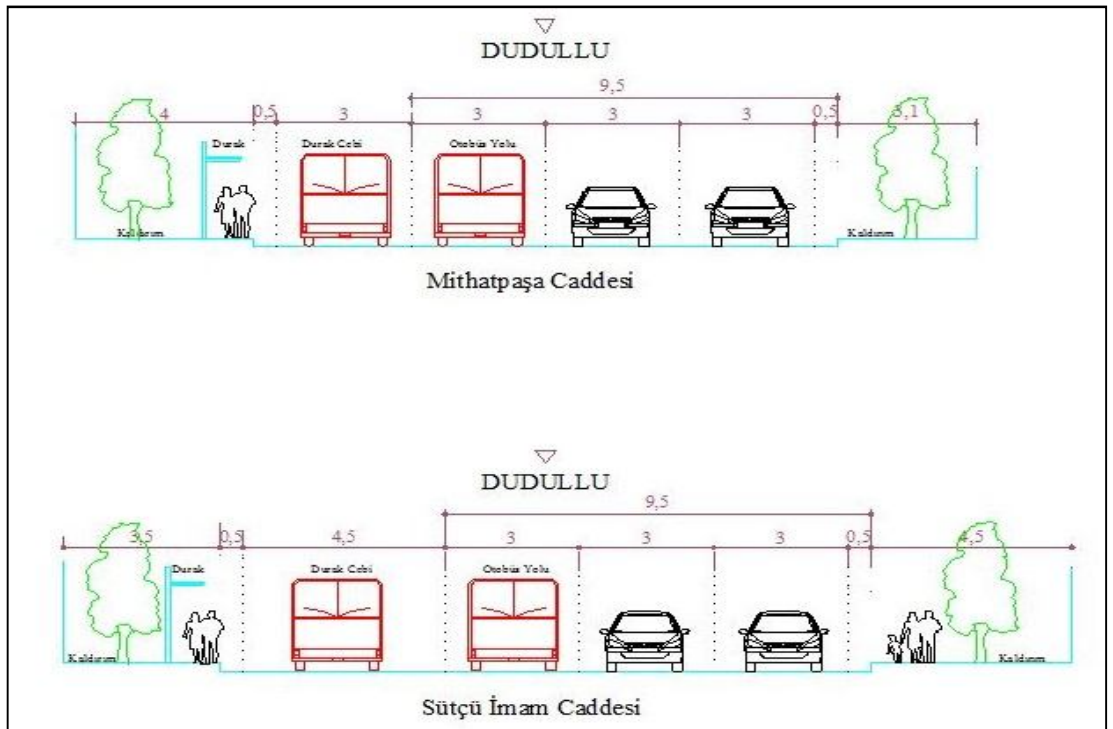 DUDULLU
9,5
4 0,5 3 3 3 3 0,5 3,1
Durak Durak Cebi Otobüs Yolu
Kaldırım Kaldırım
Mithatpaşa Caddesi
DUDULLU
9,5
3,5 0,5 4,5 3 3 3 0,5 4,5
Durak Durak Cebi Otobüs Yolu
Kaldırım Kaldırım
Sütçü İmam Caddesi